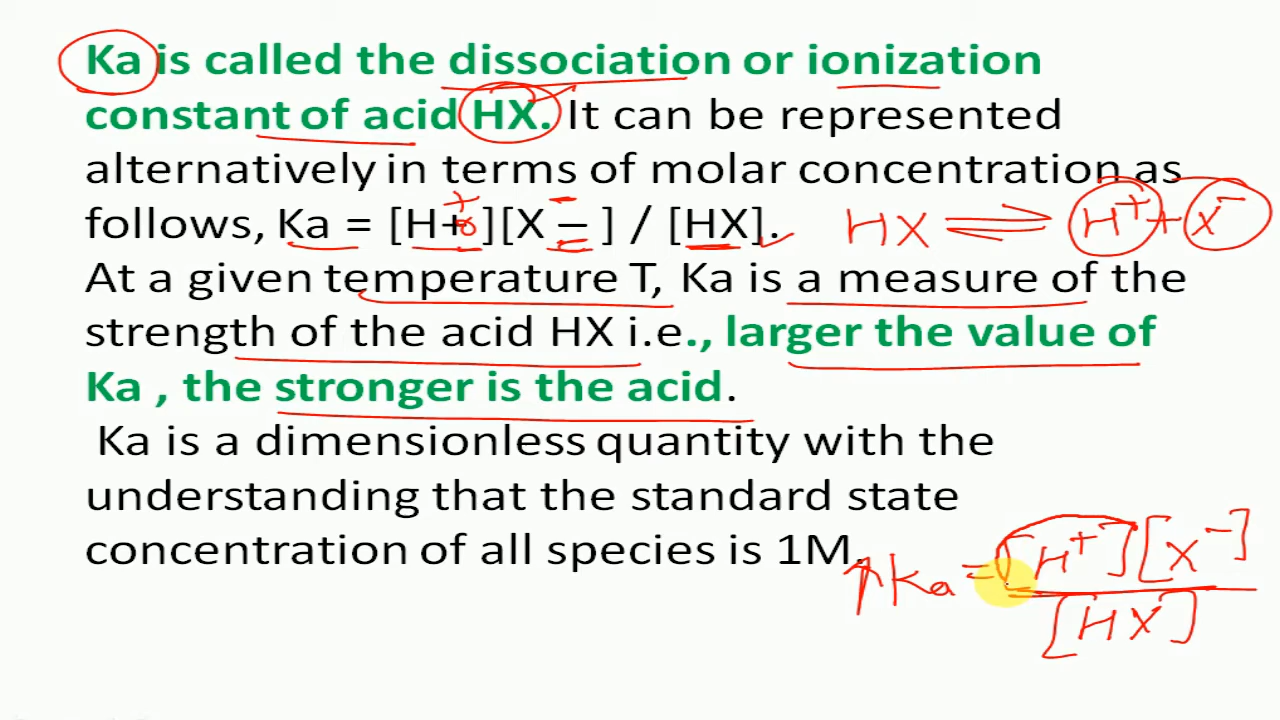 Ka is called the dissociation or ionization
constant of acid HX. It can be represented
alternatively in terms of molar concentration as
follows, Ka = [H+ ][X – ] / [HX]. HX ⇌ H⁺ + X⁻
At a given temperature T, Ka is a measure of the
strength of the acid HX i.e., larger the value of
Ka , the stronger is the acid.
Ka is a dimensionless quantity with the
understanding that the standard state
concentration of all species is 1M.
↑ Ka = [H⁺][X⁻]
[HX]